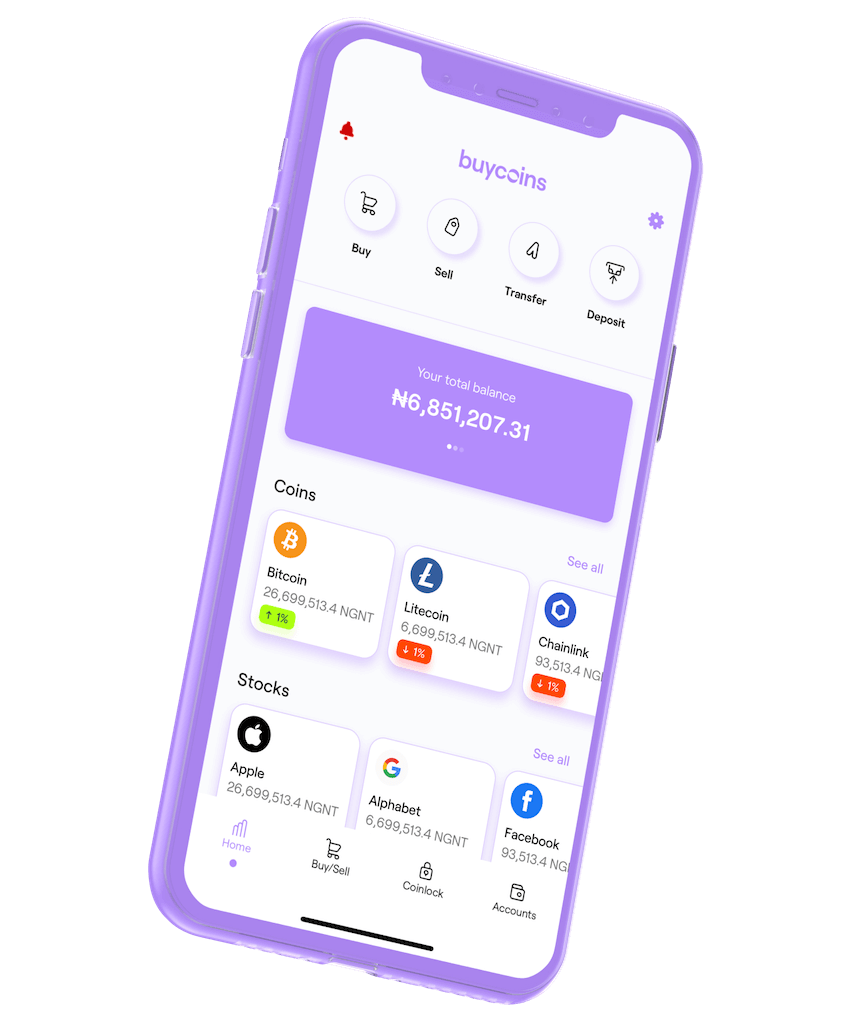 buycoins
Buy
Sell
Transfer
Deposit
Your total balance
₦6,851,207.31
Coins
See all
Bitcoin
26,699,513.4 NGNT
↑ 1%
Litecoin
6,699,513.4 NGNT
↓ 1%
Chainlink
93,513.4 NG
↓ 1%
Stocks
See all
Apple
26,699,513.4 NGNT
Alphabet
6,699,513.4 NGNT
Facebook
93,513.4 NG
Home
Buy/Sell
Coinlock
Accounts